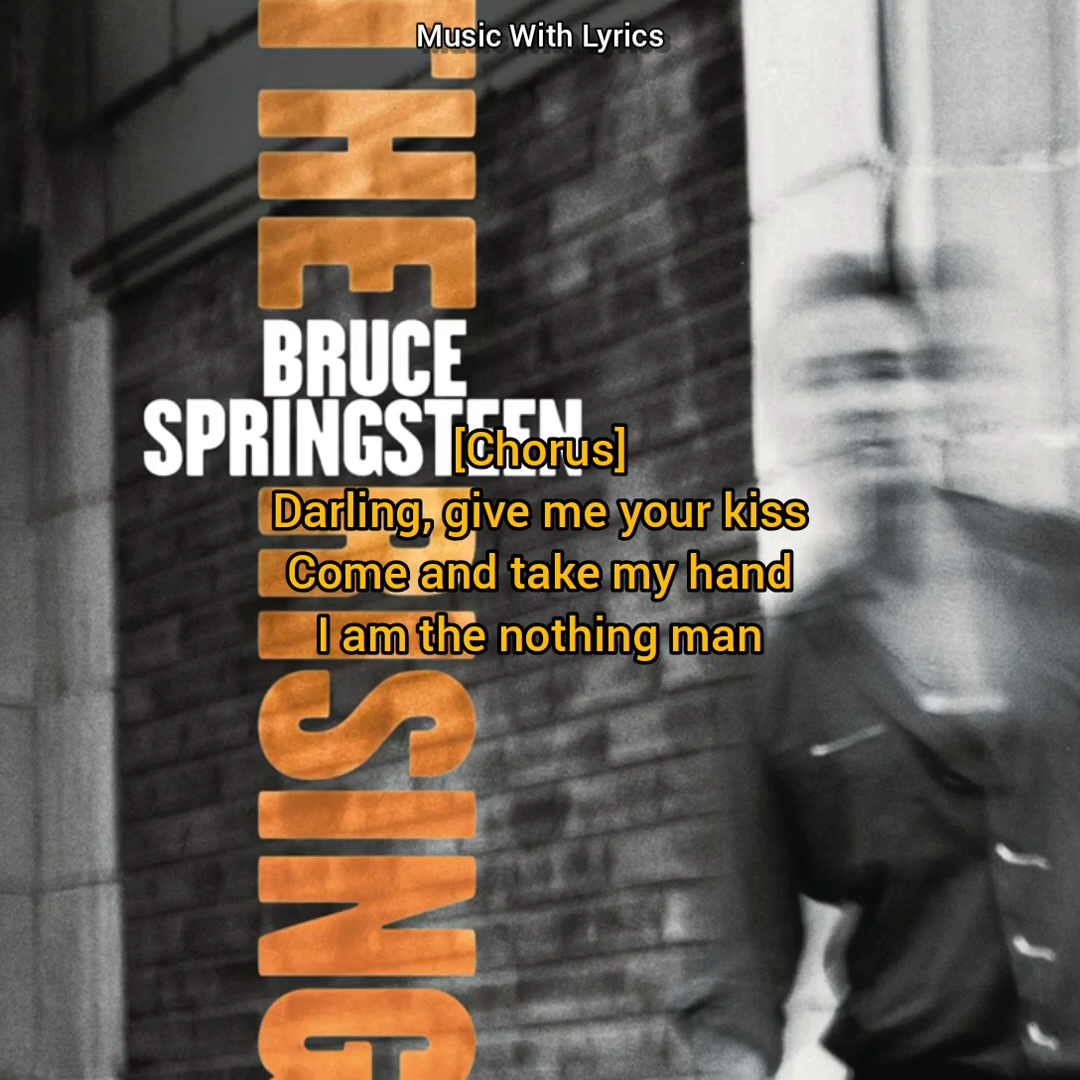 Music With Lyrics
THE RISING
BRUCE
SPRINGSTEEN
[Chorus]
Darling, give me your kiss
Come and take my hand
I am the nothing man